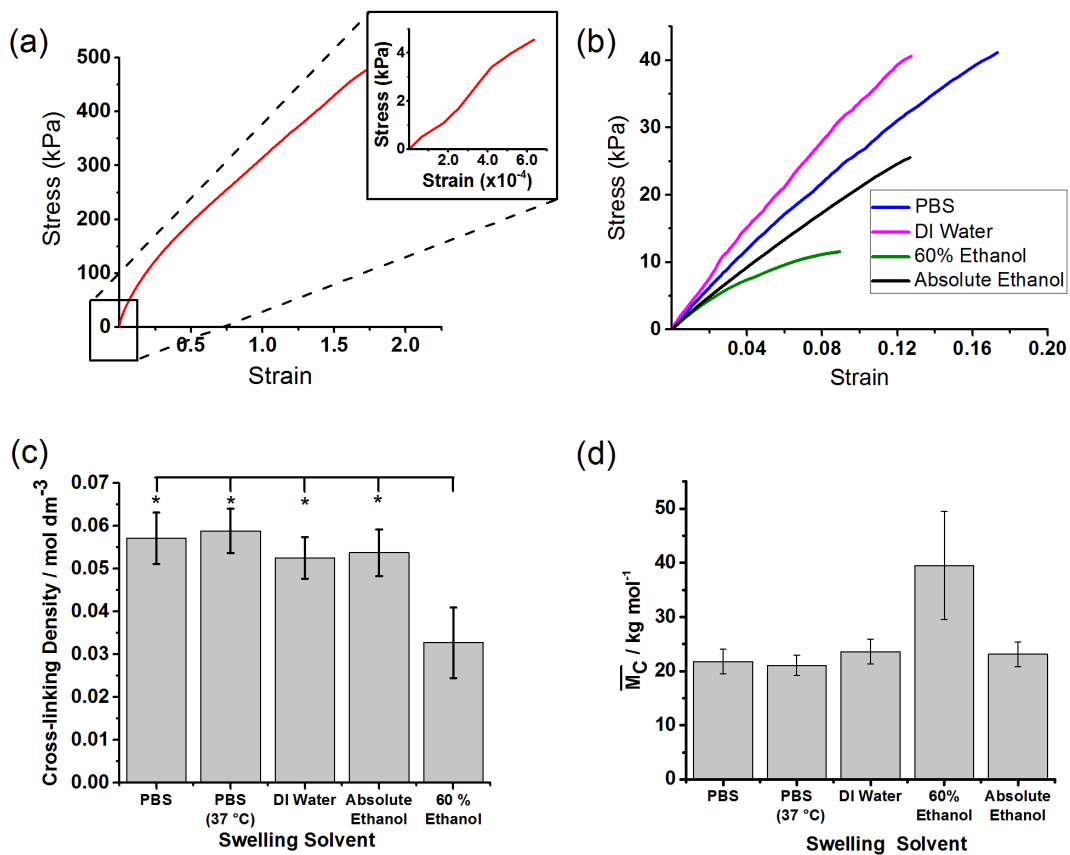 (a)
500
400
300
200
100
0
Stress (kPa)
0.5
1.0
1.5
2.0
Strain
4
2
0
Stress (kPa)
2.0
4.0
6.0
Strain (x10⁻⁴)
(b)
40
30
20
10
0
Stress (kPa)
PBS
DI Water
60% Ethanol
Absolute Ethanol
0.04
0.08
0.12
0.16
0.20
Strain
(c)
0.07
0.06
0.05
0.04
0.03
0.02
0.01
0.00
Cross-linking Density / mol dm⁻³
* * * *
PBS
PBS
(37 °C)
DI Water
Absolute
Ethanol
60 %
Ethanol
Swelling Solvent
(d)
50
40
30
20
10
0
M̅C / kg mol⁻¹
PBS
PBS
(37 °C)
DI Water
60%
Ethanol
Absolute
Ethanol
Swelling Solvent